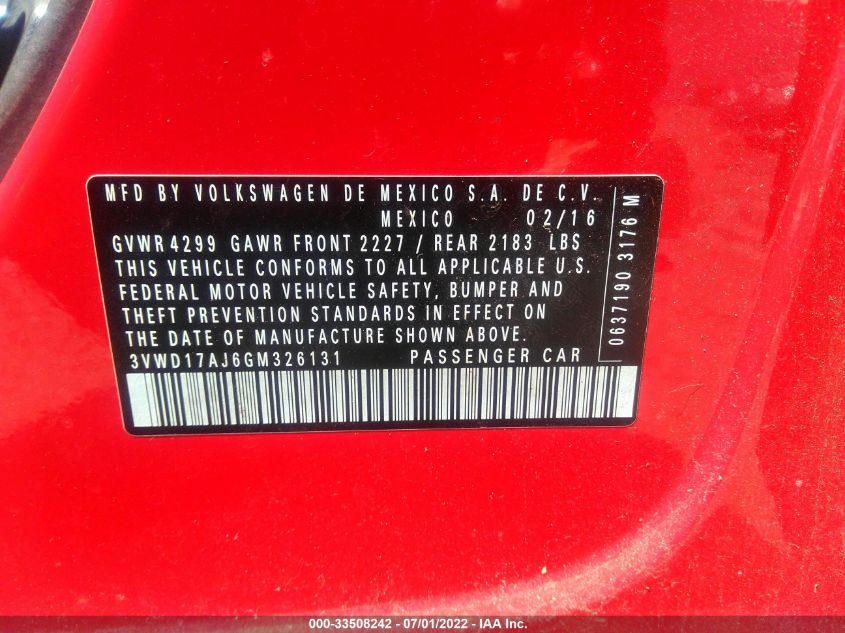 MFD BY VOLKSWAGEN DE MEXICO S.A. DE C.V.
MEXICO 02/16
GVWR 4299 GAWR FRONT 2227 / REAR 2183 LBS
THIS VEHICLE CONFORMS TO ALL APPLICABLE U.S.
FEDERAL MOTOR VEHICLE SAFETY, BUMPER AND
THEFT PREVENTION STANDARDS IN EFFECT ON
THE DATE OF MANUFACTURE SHOWN ABOVE.
3VWD17AJ6GM326131 PASSENGER CAR
0637190 3176 M
000-33508242 - 07/01/2022 - IAA Inc.